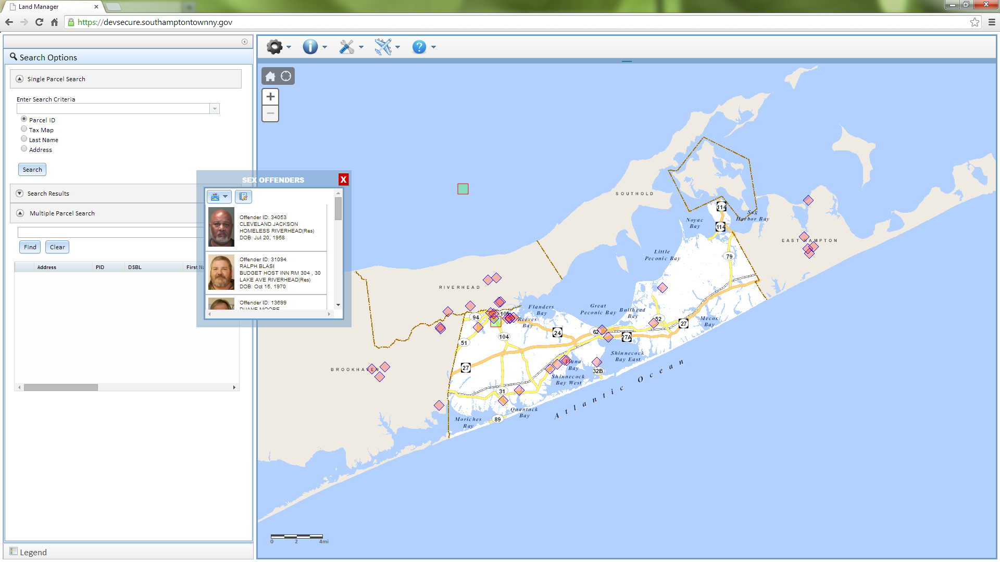 Land Manager
https://devsecure.southamptontownny.gov
Search Options
Single Parcel Search
Enter Search Criteria
Parcel ID
Tax Map
Last Name
Address
Search
Search Results
Multiple Parcel Search
Find
Clear
Address PID DSBL First Na
SEX OFFENDERS
X
Offender ID: 34053
CLEVELAND JACKSON
HOMELESS RIVERHEAD(Res)
DOB: Jul 20, 1958
Offender ID: 31094
RALPH BLASI
BUDGET HOST INN RM 304 , 30
LAKE AVE RIVERHEAD(Res)
DOB: Oct 15, 1970
Offender ID: 13699
DUANE MOORE
Legend
SOUTHOLD
114
Sag
Harbor Bay
Noyac
Bay
114
EAST HAMPTON
Little
Peconic Bay
79
RIVERHEAD
Flanders
Bay
Great
Peconic Bay
Bullhead
Bay
94
105
Reeves
Bay
52
Mecox
Bay
27
24
62
27A
104
51
Shinnecock
Bay East
Tiana
Bay
27
BROOKHAVEN
32B
Shinnecock
Bay West
Atlantic Ocean
31
Quantuck
Bay
Moriches
Bay
89
0 2 4mi